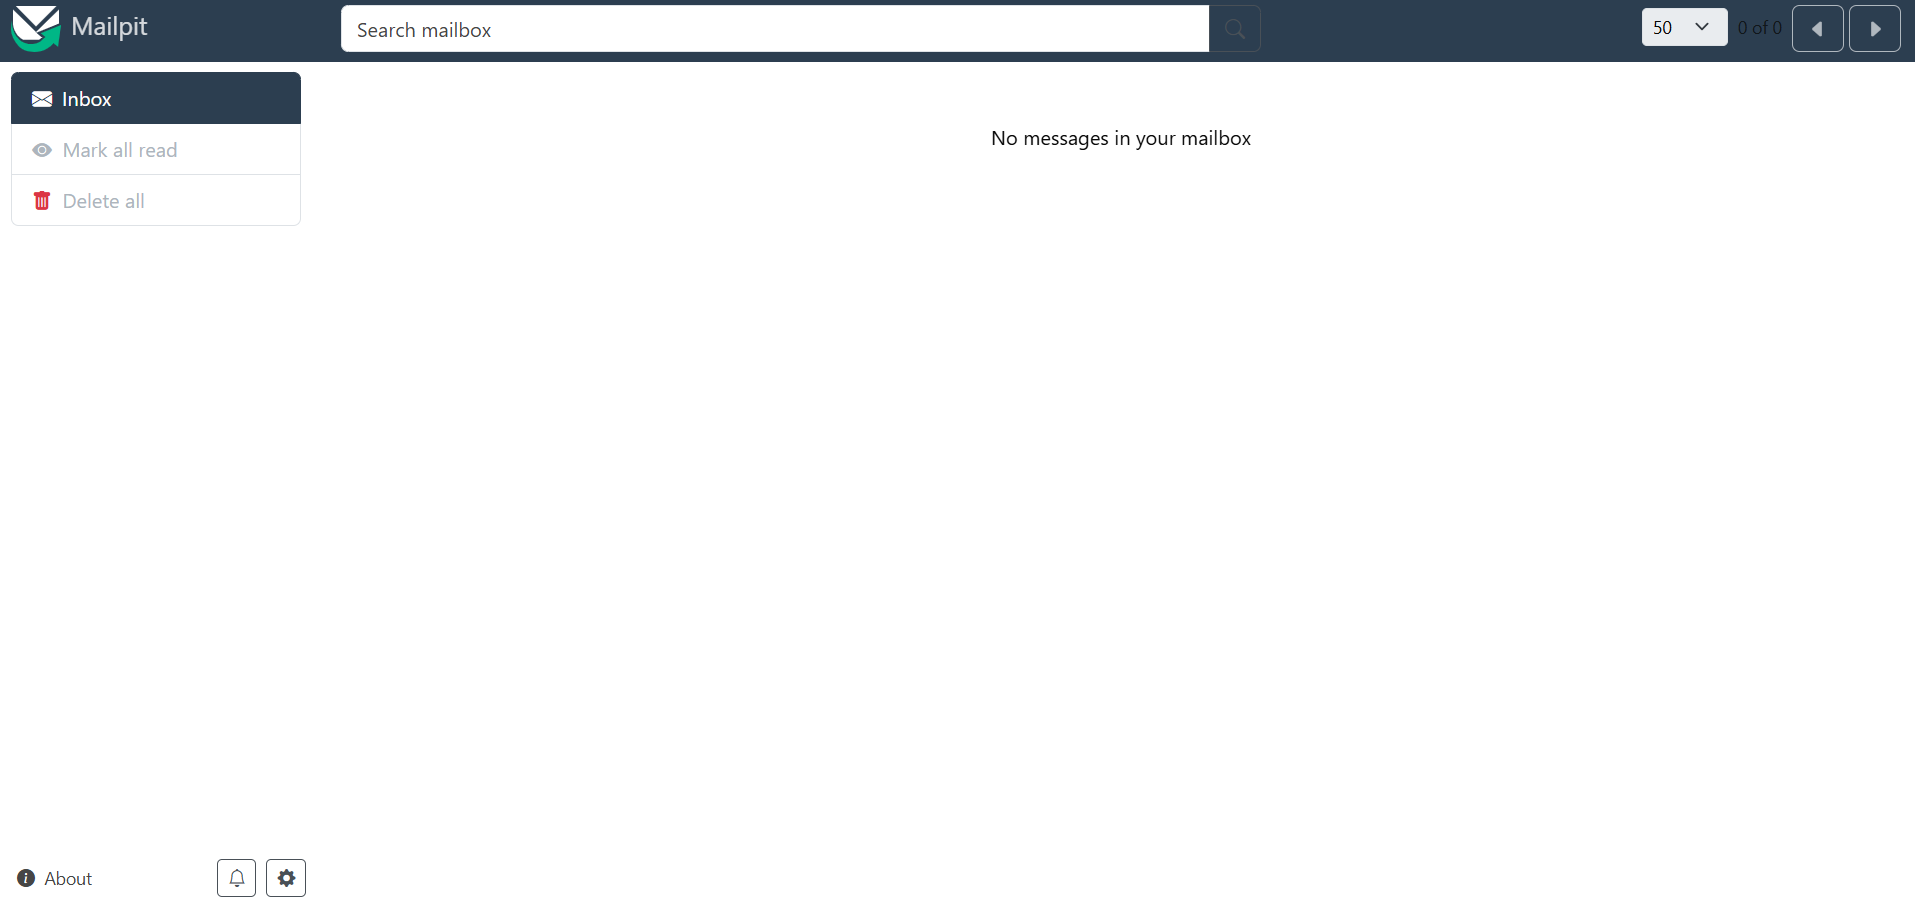 Mailpit
Search mailbox
50
0 of 0
Inbox
Mark all read
Delete all
No messages in your mailbox
About